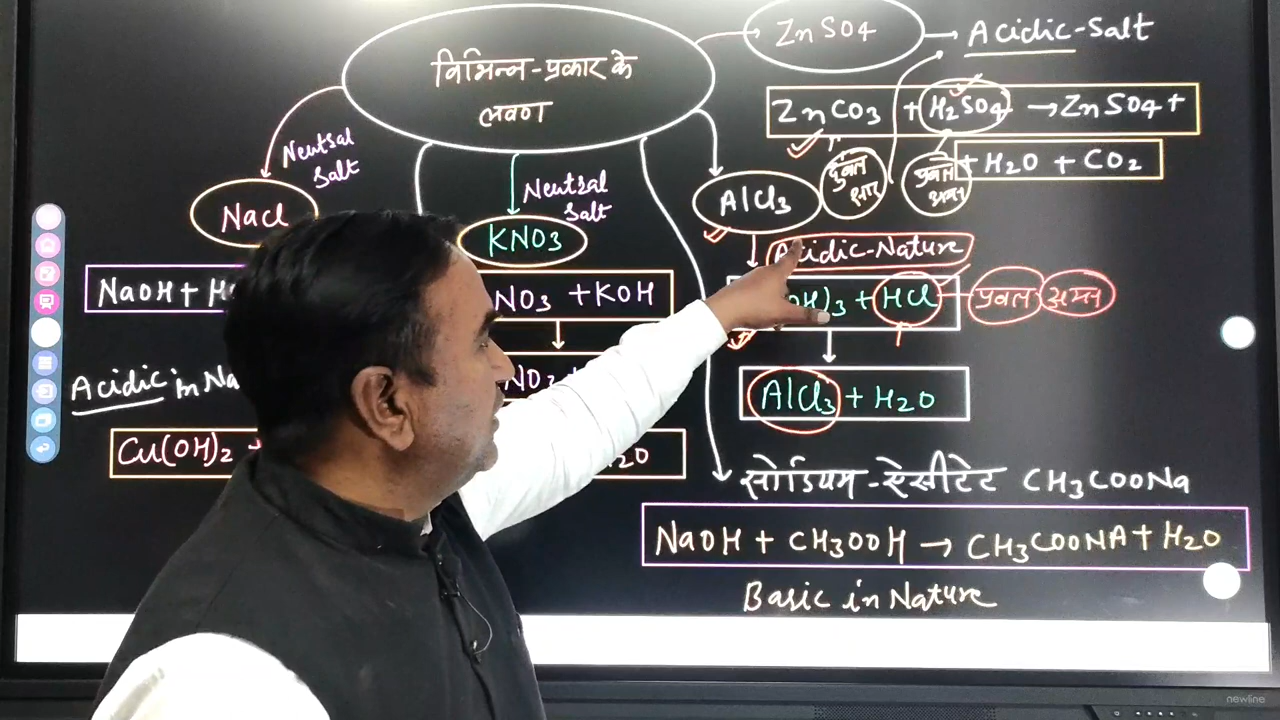 विभिन्न-प्रकार के
लवण
ZnSO4
Acidic-Salt
ZnCO3 + H2SO4 → ZnSO4 +
+ H2O + CO2
दुर्बल
क्षार
प्रबल
अम्ल
Neutral
Salt
NaCl
NaOH +
Neutral
Salt
KNO3
NO3 + KOH
AlCl3
Acidic-Nature
OH)3 + HCl
प्रबल अम्ल
AlCl3 + H2O
Acidic in Na
Cu(OH)2
सोडियम-ऐसीटेट CH3COONa
NaOH + CH3OOH → CH3COONA + H2O
Basic in Nature
newline